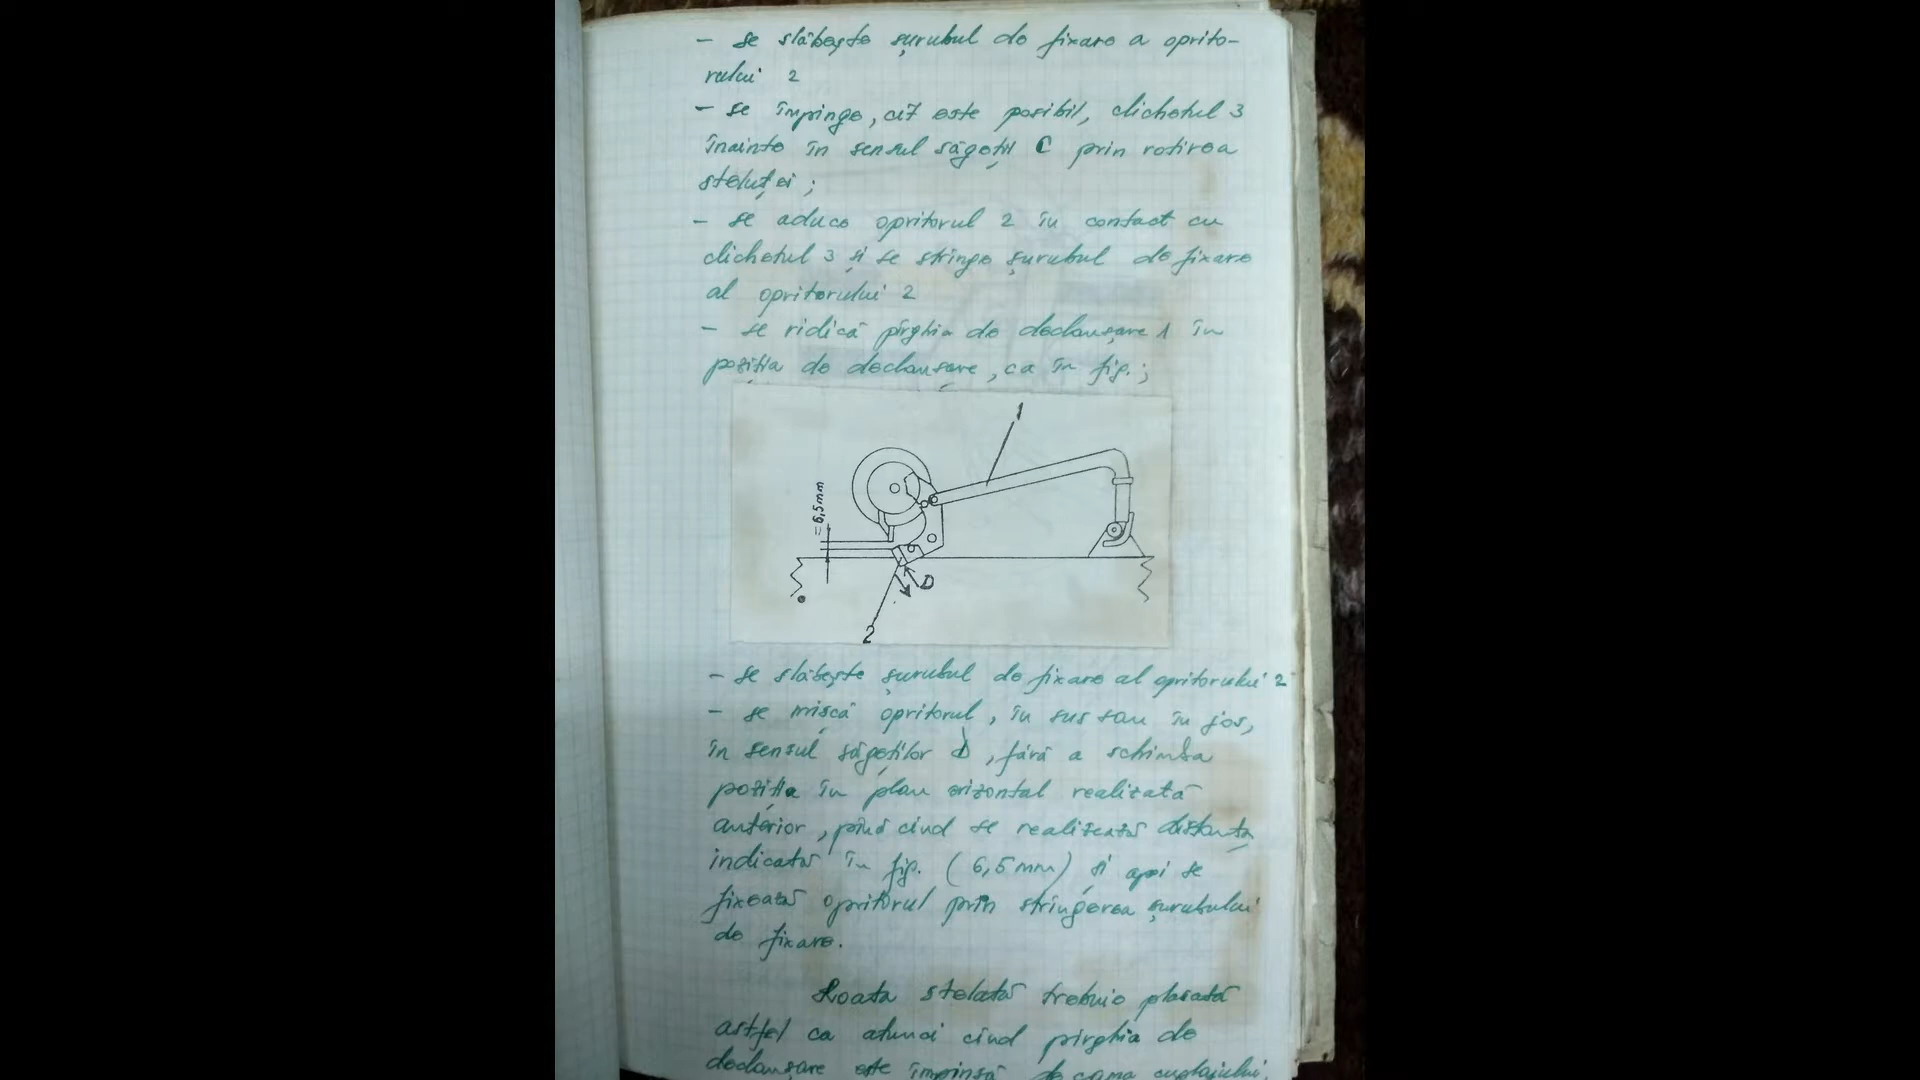 - se slăbește șurubul de fixare a oprito-
rului 2
- se împinge, cît este posibil, clichetul 3
înainte în sensul săgeții C prin rotirea
steluței ;
- se aduce opritorul 2 în contact cu
clichetul 3 și se strînge șurubul de fixare
al opritorului 2
- se ridică pîrghia de declanșare 1 în
poziția de declanșare, ca în fig. ;
1
=6,5mm
D
2
- se slăbește șurubul de fixare al opritorului 2
- se mișcă opritorul, în sus sau în jos,
în sensul săgeților D, fără a schimba
poziția în plan orizontal realizată
anterior, pînă cînd se realizează distanța
indicată în fig. (6,5mm) și apoi se
fixează opritorul prin strîngerea șurubului
de fixare.
Roata stelată trebuie plasată
astfel ca atunci cînd pîrghia de
declanșare este împinsă de cama cuplajului,